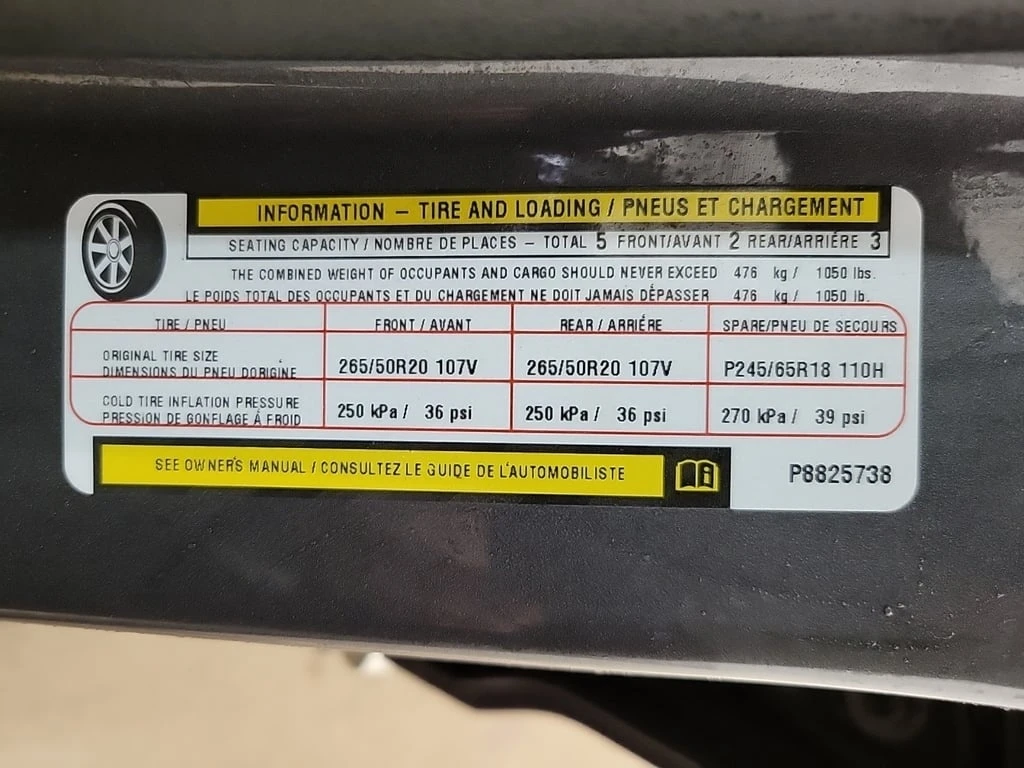 INFORMATION – TIRE AND LOADING / PNEUS ET CHARGEMENT
SEATING CAPACITY / NOMBRE DE PLACES – TOTAL 5 FRONT/AVANT 2 REAR/ARRIÉRE 3
THE COMBINED WEIGHT OF OCCUPANTS AND CARGO SHOULD NEVER EXCEED 476 kg / 1050 lbs.
LE POIDS TOTAL DES OCCUPANTS ET DU CHARGEMENT NE DOIT JAMAIS DÉPASSER 476 kg / 1050 lb.
TIRE / PNEU FRONT / AVANT REAR / ARRIÉRE SPARE/PNEU DE SECOURS
ORIGINAL TIRE SIZE
DIMENSIONS DU PNEU DORIGINE 265/50R20 107V 265/50R20 107V P245/65R18 110H
COLD TIRE INFLATION PRESSURE
PRESSION DE GONFLAGE Á FROID 250 kPa / 36 psi 250 kPa / 36 psi 270 kPa / 39 psi
SEE OWNER'S MANUAL / CONSULTEZ LE GUIDE DE L'AUTOMOBILISTE
P8825738